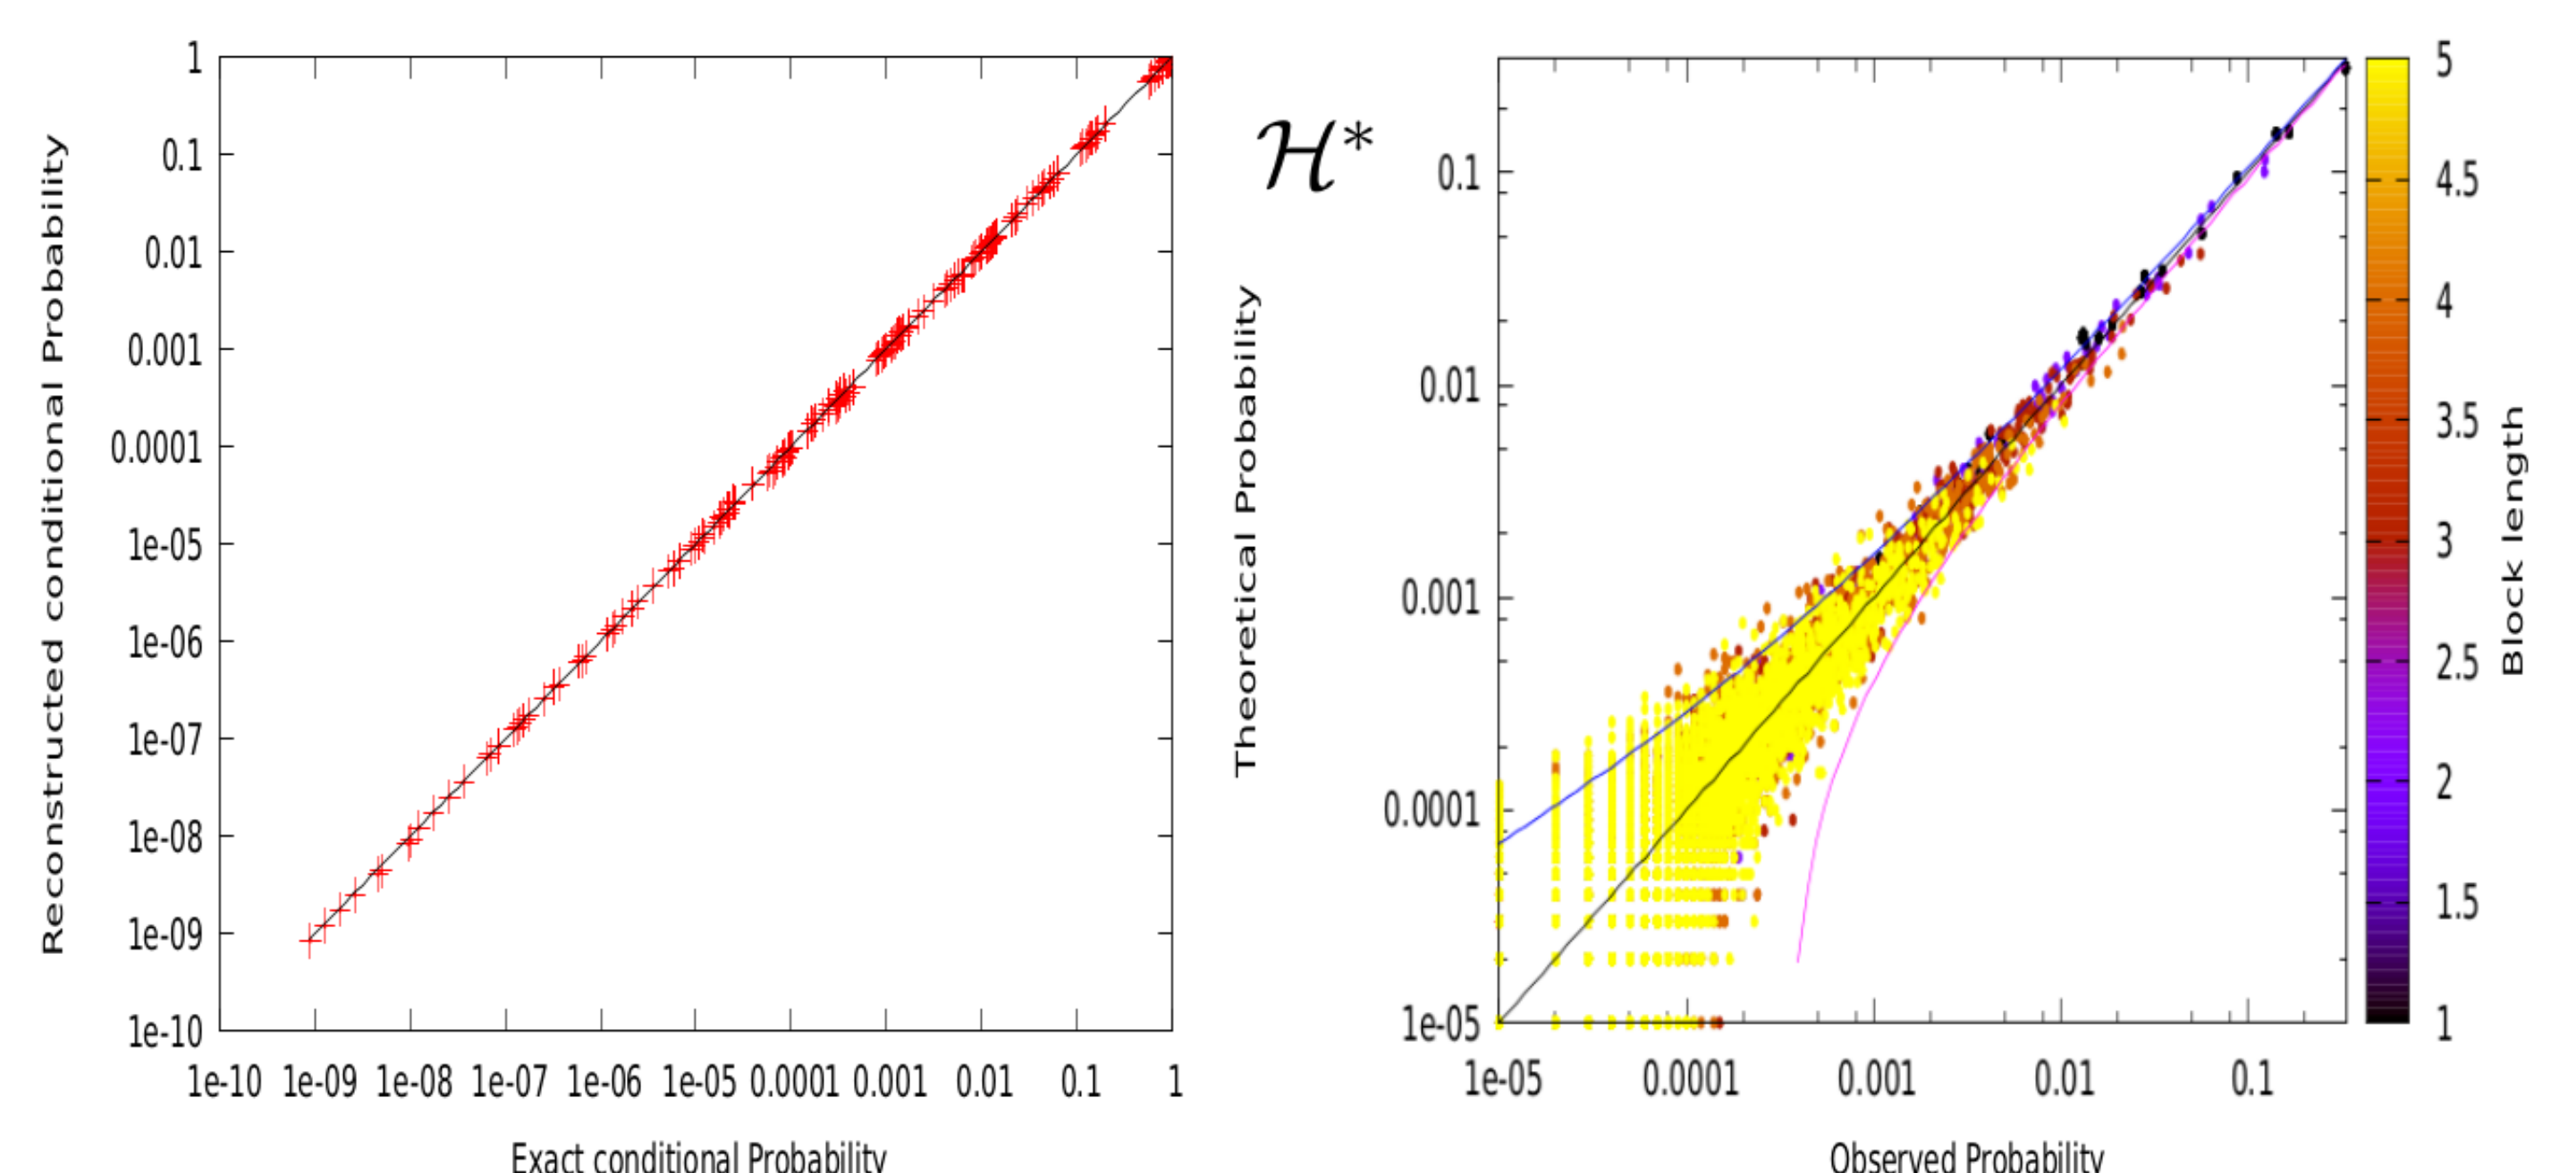 Reconstructed conditional Probability
1
0.1
0.01
0.001
0.0001
1e-05
1e-06
1e-07
1e-08
1e-09
1e-10
1e-10 1e-09 1e-08 1e-07 1e-06 1e-05 0.0001 0.001 0.01 0.1 1
Exact conditional Probability
ℋ*
Theoretical Probability
0.1
0.01
0.001
0.0001
1e-05
1e-05 0.0001 0.001 0.01 0.1
Observed Probability
5
4.5
4
3.5
3
2.5
2
1.5
1
Block length